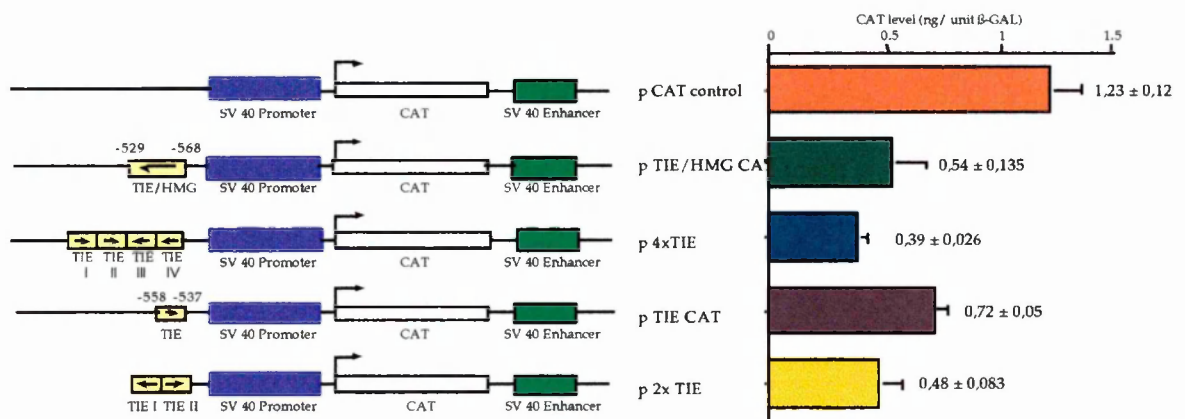 CAT level (ng/ unit ß-GAL)
0 0.5 1 1.5
SV 40 Promoter CAT SV 40 Enhancer
p CAT control
1,23 ± 0,12
-529 -568
TIE/HMG SV 40 Promoter CAT SV 40 Enhancer
p TIE/HMG CA
0,54 ± 0,135
TIE TIE TIE TIE
I II III IV
SV 40 Promoter CAT SV 40 Enhancer
p 4xTIE
0,39 ± 0,026
-558 -537
TIE SV 40 Promoter CAT SV 40 Enhancer
p TIE CAT
0,72 ± 0,05
TIE I TIE II SV 40 Promoter CAT SV 40 Enhancer
p 2x TIE
0,48 ± 0,083